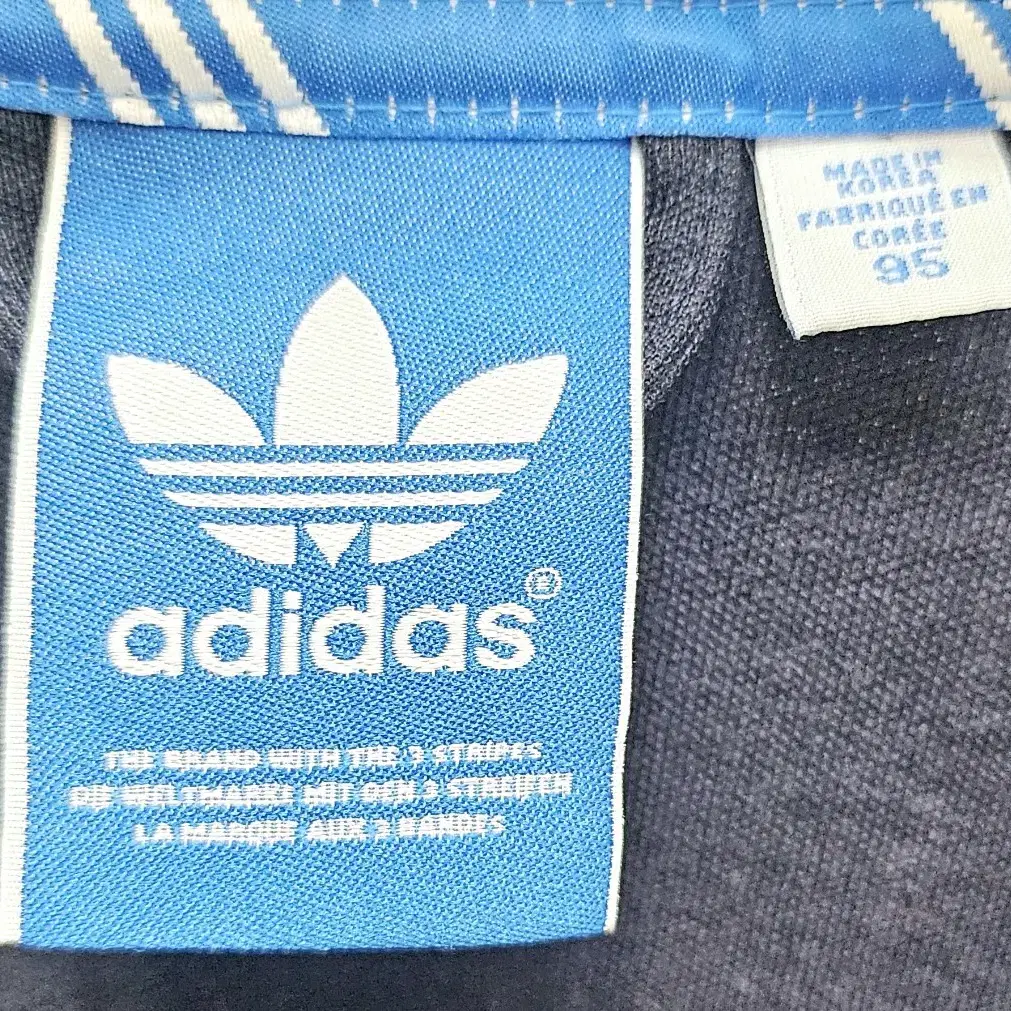 adidas®
THE BRAND WITH THE 3 STRIPES
DIE WELTMARKE MIT DEN 3 STREIFEN
LA MARQUE AUX 3 BANDES
MADE IN
KOREA
FABRIQUÉ EN
CORÉE
95